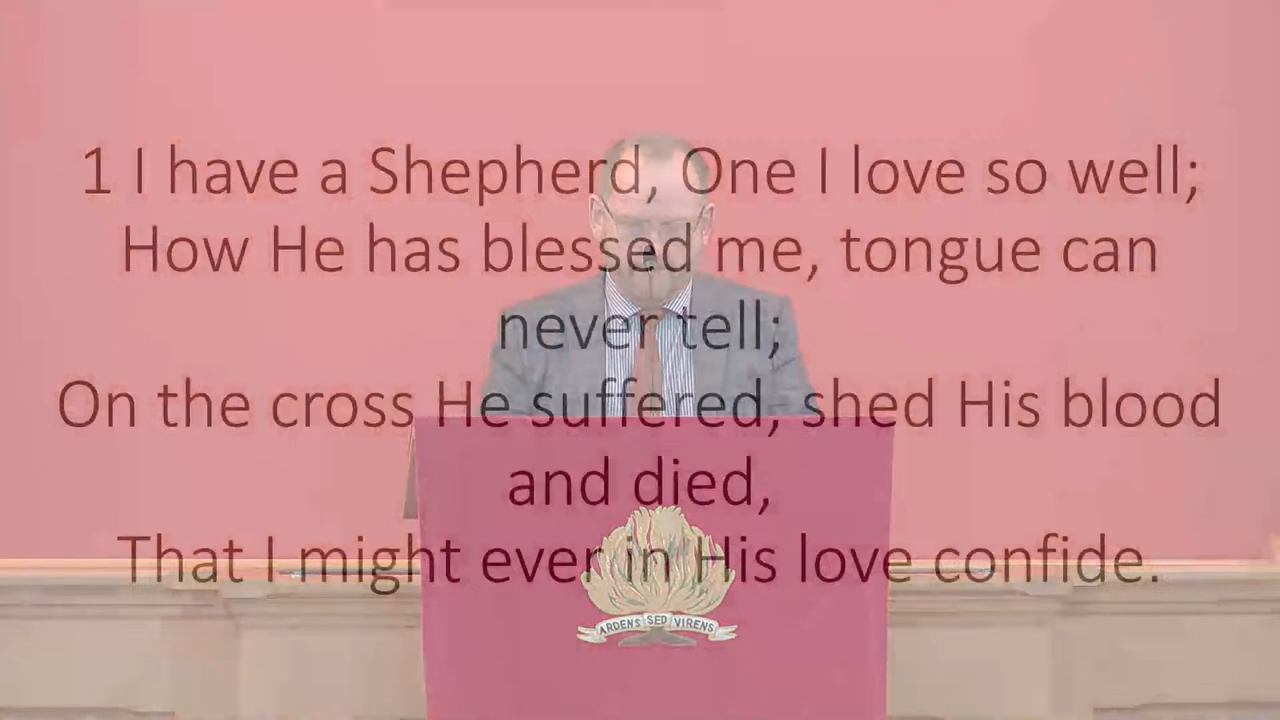 1 I have a Shepherd, One I love so well;
How He has blessed me, tongue can
never tell;
On the cross He suffered, shed His blood
and died,
That I might ever in His love confide.
ARDENS SED VIRENS